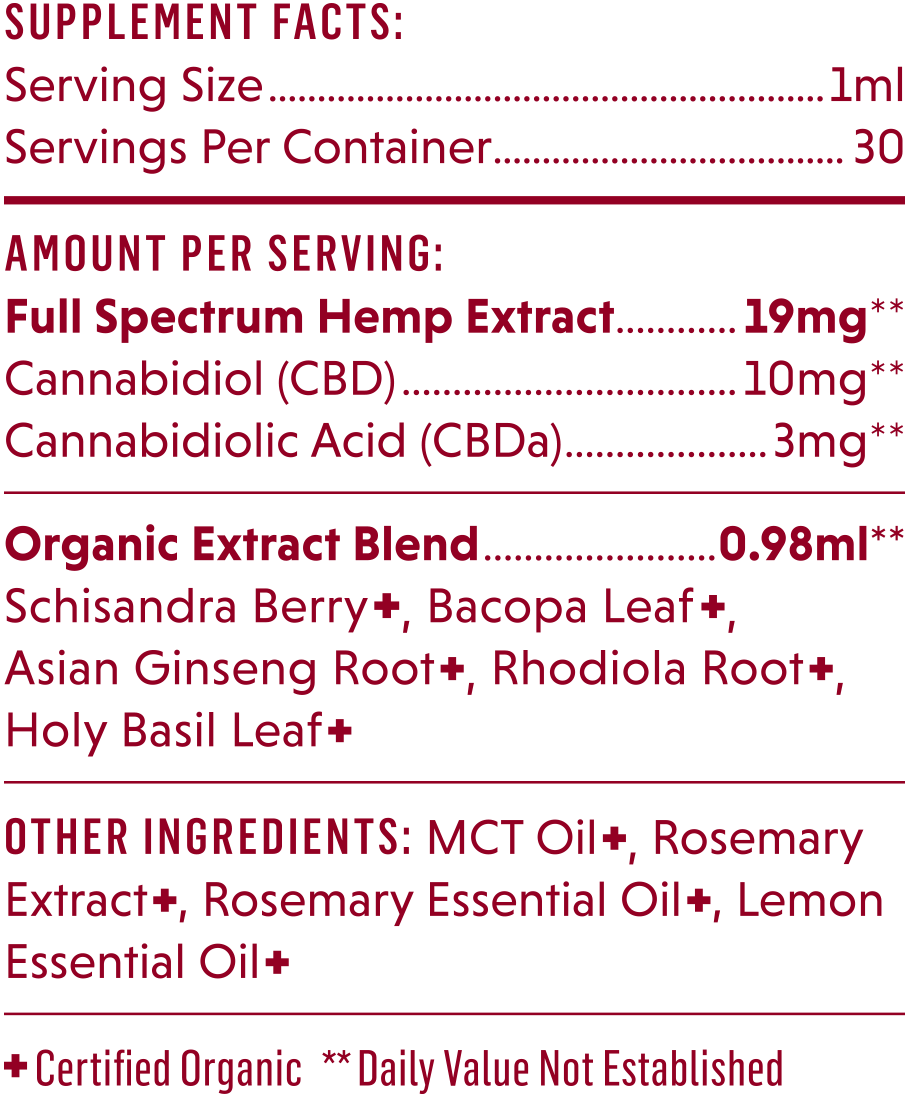 SUPPLEMENT FACTS:
Serving Size........................................................1ml
Servings Per Container.................................... 30
AMOUNT PER SERVING:
Full Spectrum Hemp Extract............ 19mg**
Cannabidiol (CBD)..................................10mg**
Cannabidiolic Acid (CBDa)....................3mg**
Organic Extract Blend.......................0.98ml**
Schisandra Berry+, Bacopa Leaf+,
Asian Ginseng Root+, Rhodiola Root+,
Holy Basil Leaf+
OTHER INGREDIENTS: MCT Oil+, Rosemary
Extract+, Rosemary Essential Oil+, Lemon
Essential Oil+
+ Certified Organic ** Daily Value Not Established